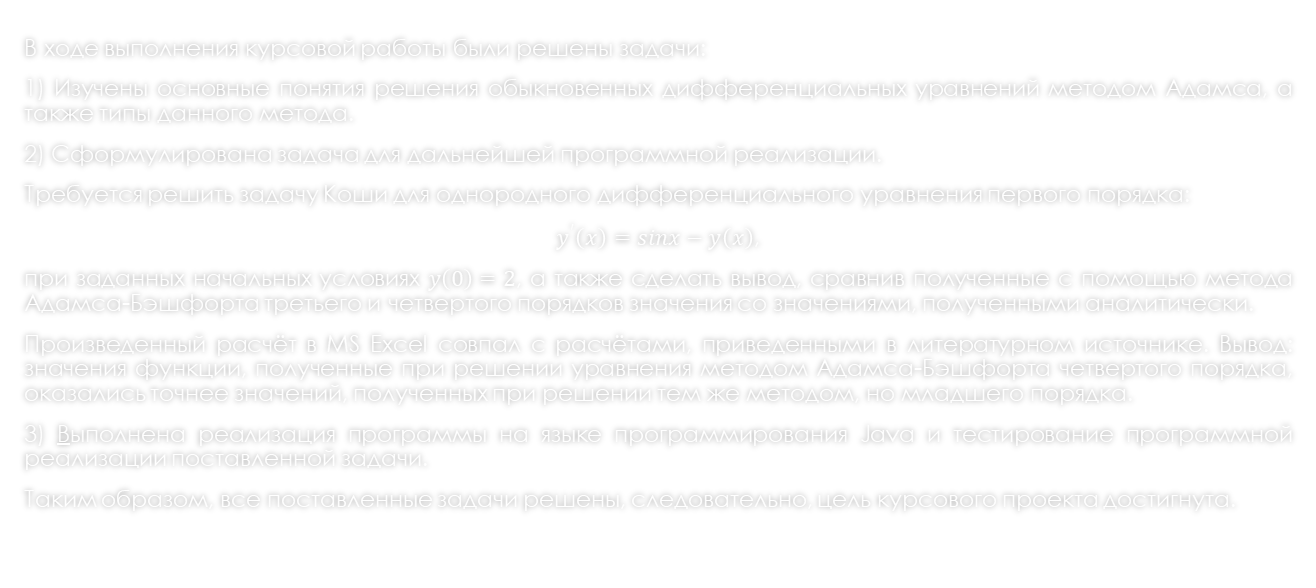 В ходе выполнения курсовой работы были решены задачи:
1) Изучены основные понятия решения обыкновенных дифференциальных уравнений методом Адамса, а
также типы данного метода.
2) Сформулирована задача для дальнейшей программной реализации.
Требуется решить задачу Коши для однородного дифференциального уравнения первого порядка:
y′(x) = sinx − y(x),
при заданных начальных условиях y(0) = 2, а также сделать вывод, сравнив полученные с помощью метода
Адамса-Бэшфорта третьего и четвертого порядков значения со значениями, полученными аналитически.
Произведенный расчёт в MS Excel совпал с расчётами, приведенными в литературном источнике. Вывод:
значения функции, полученные при решении уравнения методом Адамса-Бэшфорта четвертого порядка,
оказались точнее значений, полученных при решении тем же методом, но младшего порядка.
3) Выполнена реализация программы на языке программирования Java и тестирование программной
реализации поставленной задачи.
Таким образом, все поставленные задачи решены, следовательно, цель курсового проекта достигнута.